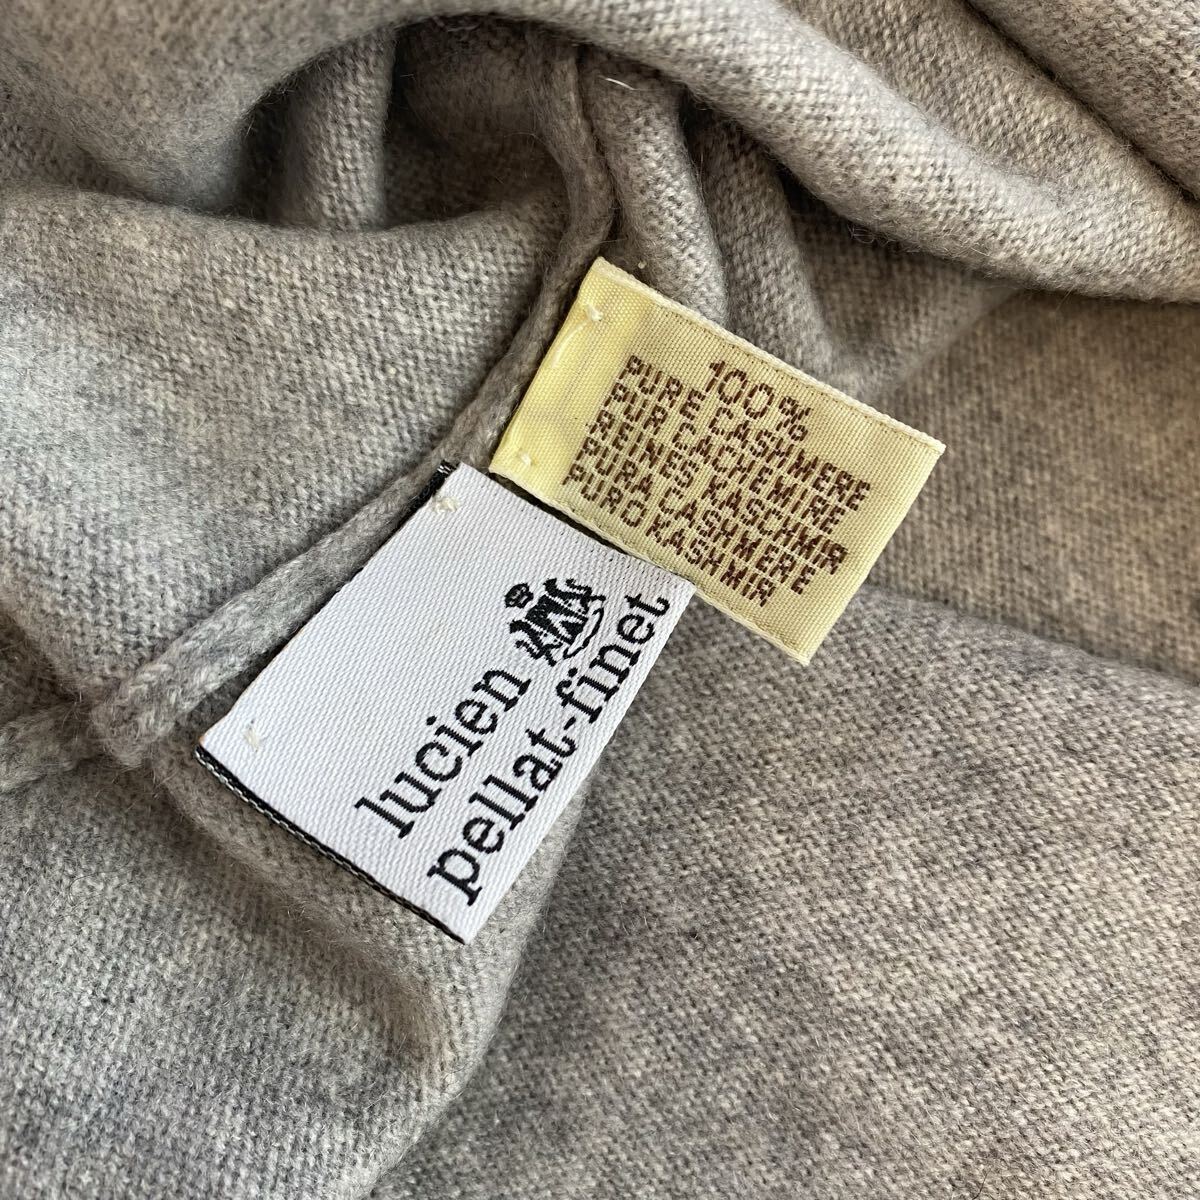 100%
PURE CASHMERE
PUR CACHEMIRE
REINES KASCHMIR
PURA CASHMERE
PURO KASHMIR
lucien
pellat-finet